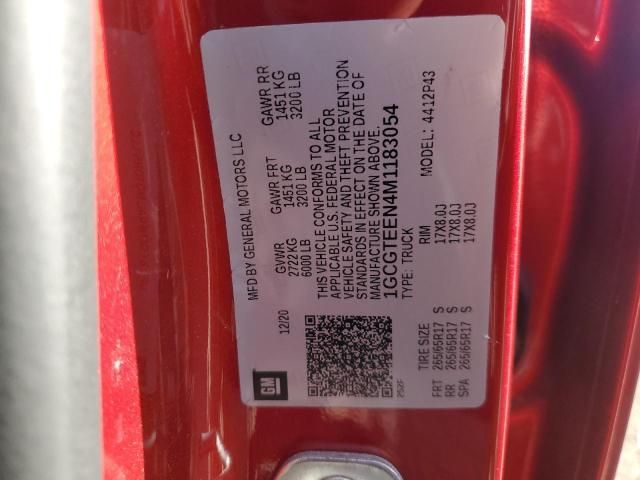 MFD BY GENERAL MOTORS LLC
12/20 GVWR GAWR FRT GAWR RR
2722 KG 1451 KG 1451 KG
6000 LB 3200 LB 3200 LB
THIS VEHICLE CONFORMS TO ALL
APPLICABLE U.S. FEDERAL MOTOR
VEHICLE SAFETY AND THEFT PREVENTION
STANDARDS IN EFFECT ON THE DATE OF
MANUFACTURE SHOWN ABOVE.
1GCGTEEN4M1183054
TYPE: TRUCK MODEL: 4412P43
TIRE SIZE RIM
FRT 265/65R17 S 17X8.0J
RR 265/65R17 S 17X8.0J
SPA 265/65R17 S 17X8.0J
GM